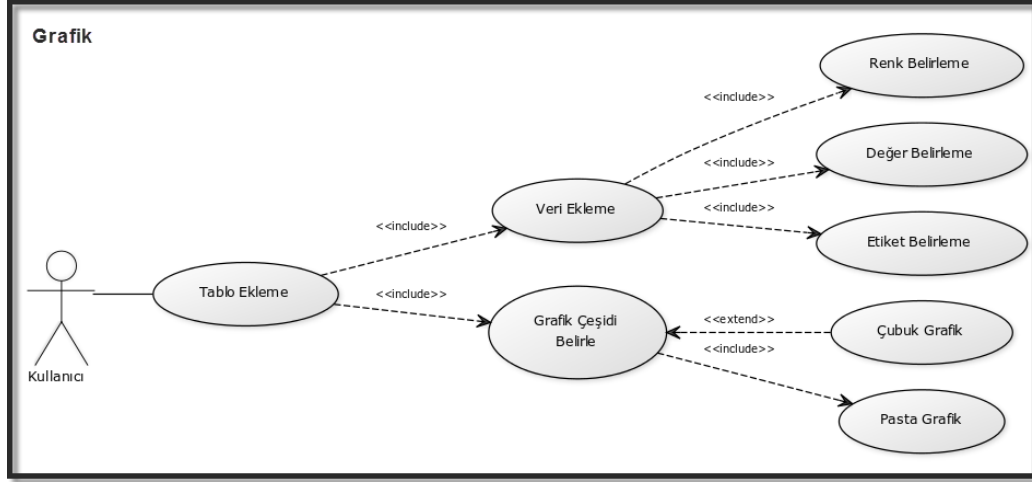 Grafik
Renk Belirleme
<<include>>
Değer Belirleme
<<include>>
Veri Ekleme
<<include>>
<<include>>
Etiket Belirleme
Tablo Ekleme
<<include>>
Grafik Çeşidi
Belirle
<<extend>>
Çubuk Grafik
<<include>>
Kullanıcı
Pasta Grafik